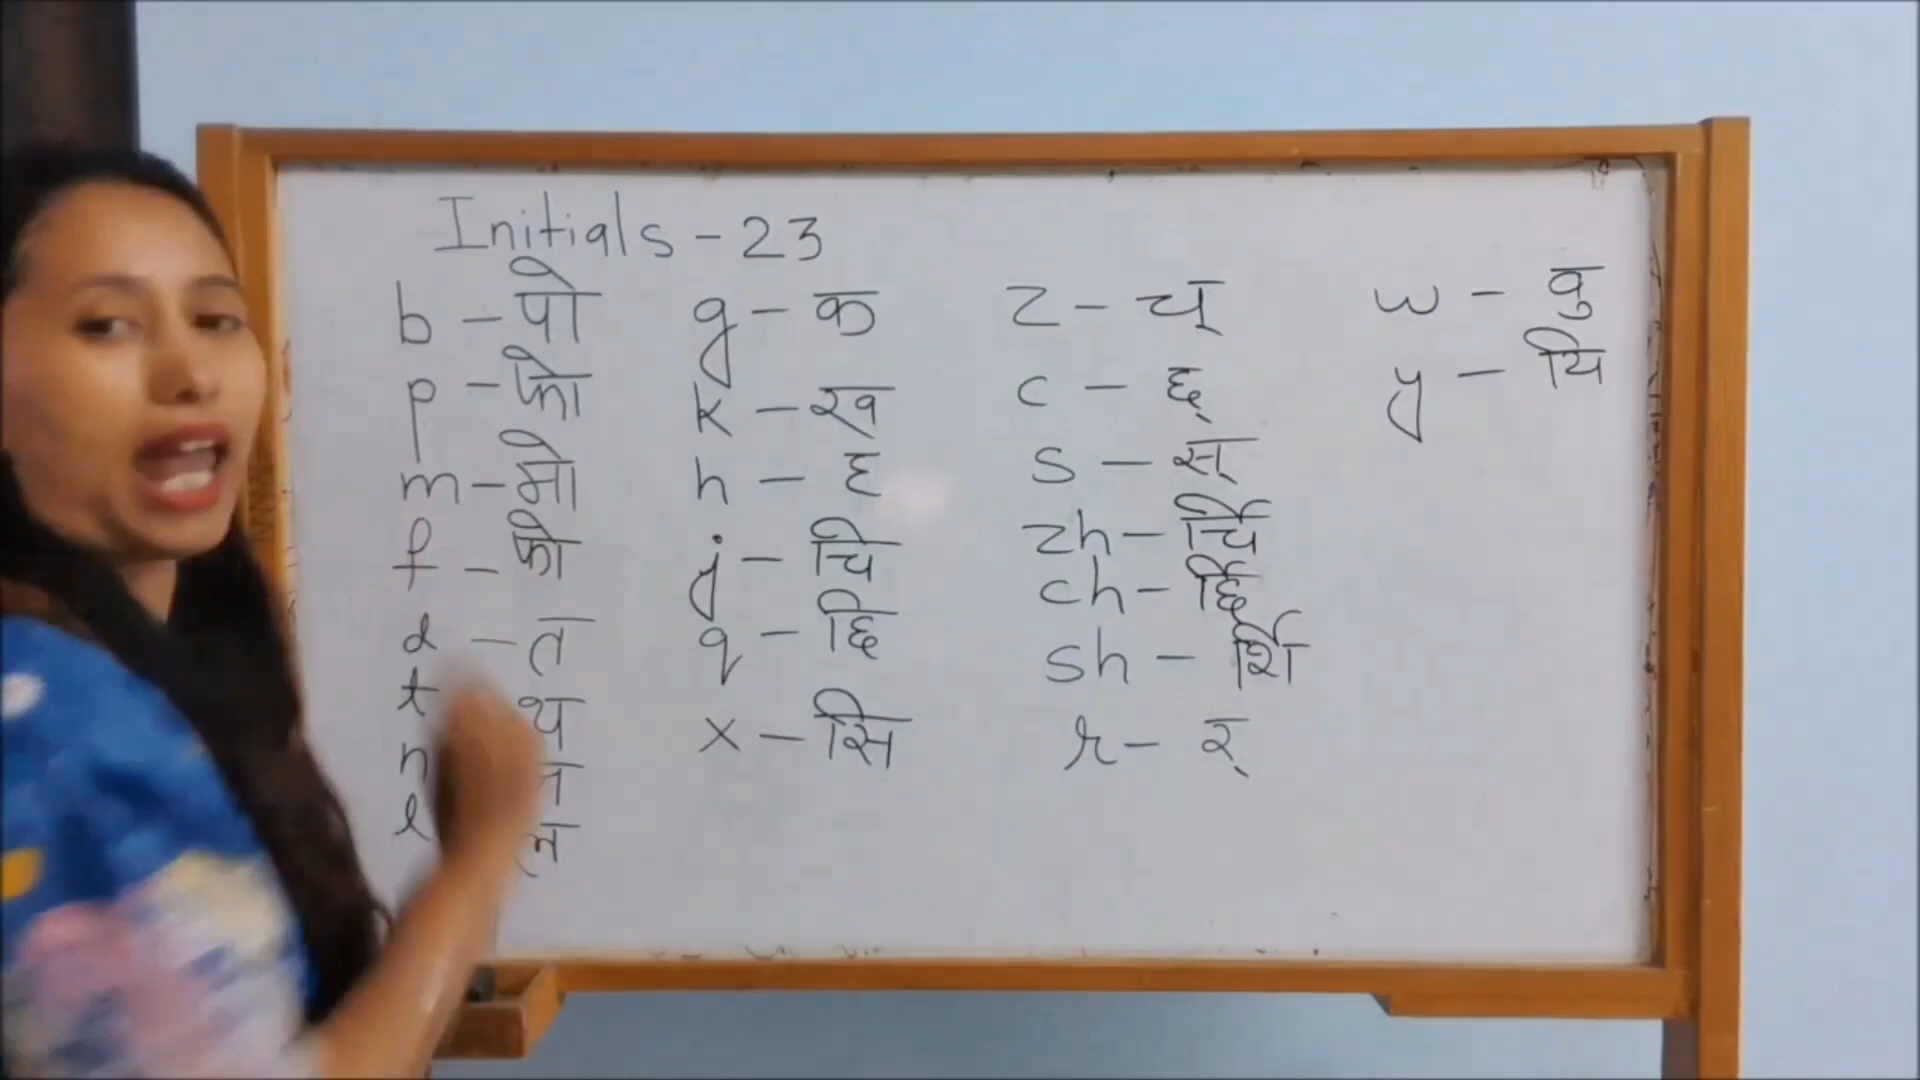 Initials - 23
b - पो
p - फो
m - मो
f - फो
d - त
t थ
n न
l ल
g - क
k - ख
h - ह
j - चि
q - छि
x - सि
z - च्
c - छ्
s - स्
zh - र्चि
ch - र्छि
sh - र्शि
r - र्
w - वु
y - यि